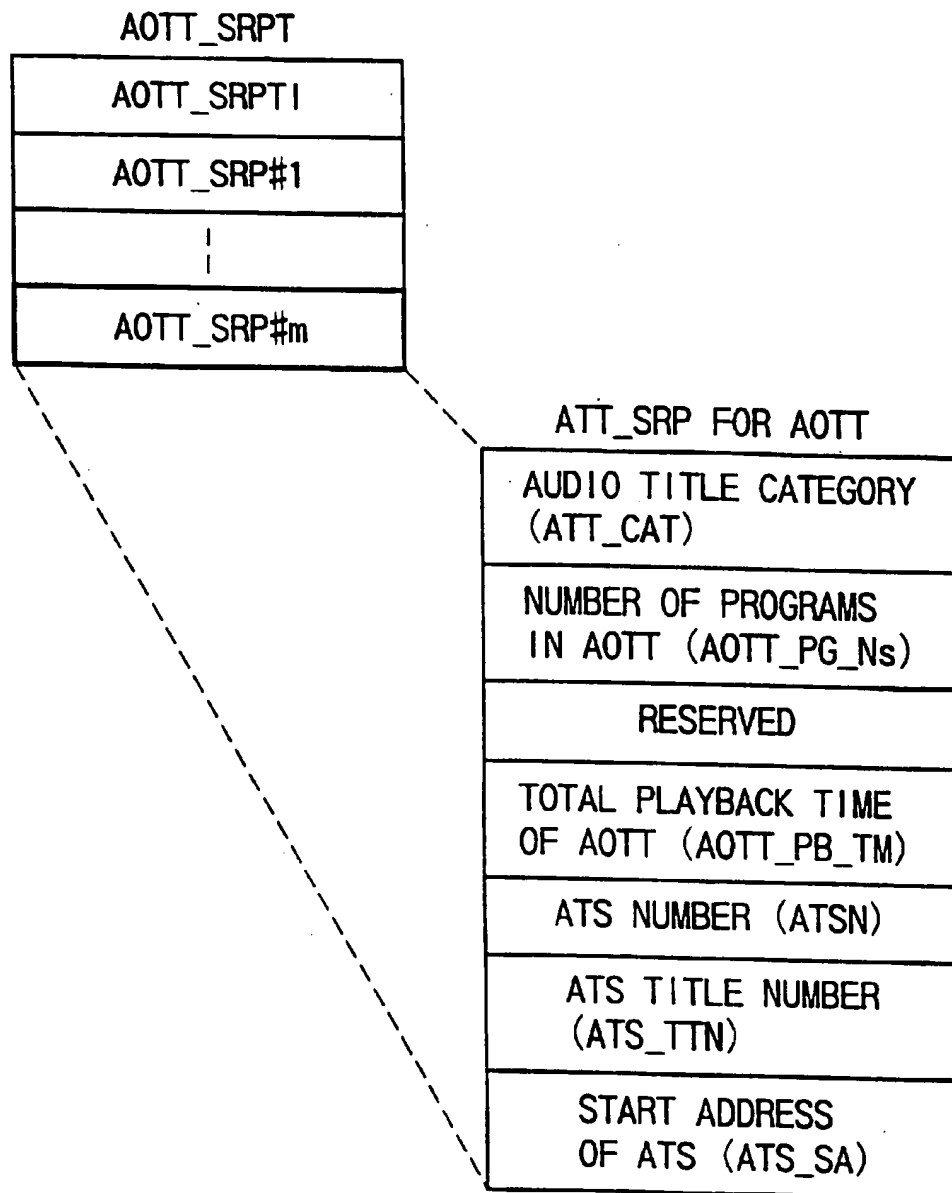 AOTT_SRPT
AOTT_SRPTI
AOTT_SRP#1
AOTT_SRP#m
ATT_SRP FOR AOTT
AUDIO TITLE CATEGORY
(ATT_CAT)
NUMBER OF PROGRAMS
IN AOTT (AOTT_PG_Ns)
RESERVED
TOTAL PLAYBACK TIME
OF AOTT (AOTT_PB_TM)
ATS NUMBER (ATSN)
ATS TITLE NUMBER
(ATS_TTN)
START ADDRESS
OF ATS (ATS_SA)